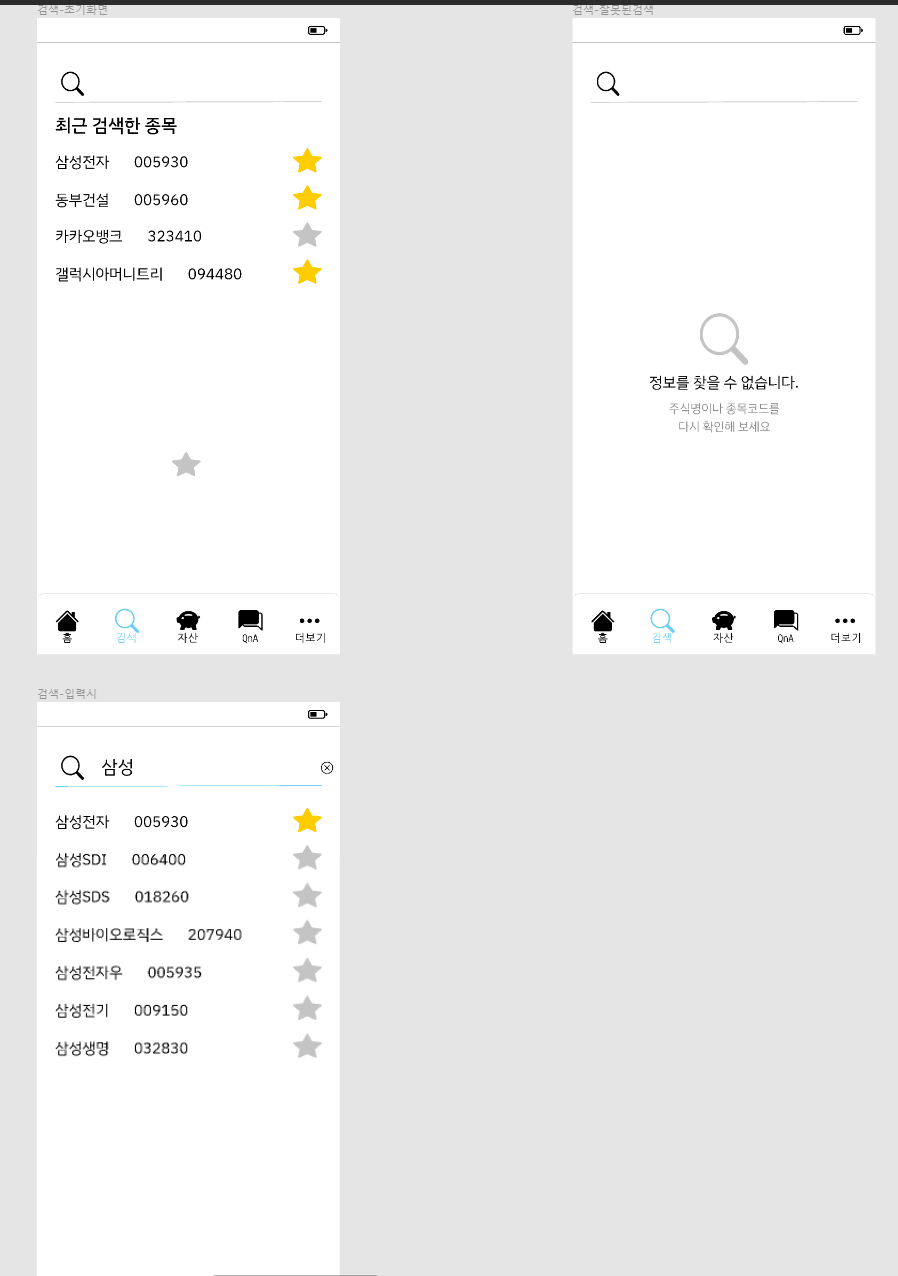 검색-초기화면
최근 검색한 종목
삼성전자 005930
동부건설 005960
카카오뱅크 323410
갤럭시아머니트리 094480
홈 검색 자산 QnA 더보기
검색-잘못된검색
정보를 찾을 수 없습니다.
주식명이나 종목코드를
다시 확인해 보세요
홈 검색 자산 QnA 더보기
검색-입력시
삼성
삼성전자 005930
삼성SDI 006400
삼성SDS 018260
삼성바이오로직스 207940
삼성전자우 005935
삼성전기 009150
삼성생명 032830